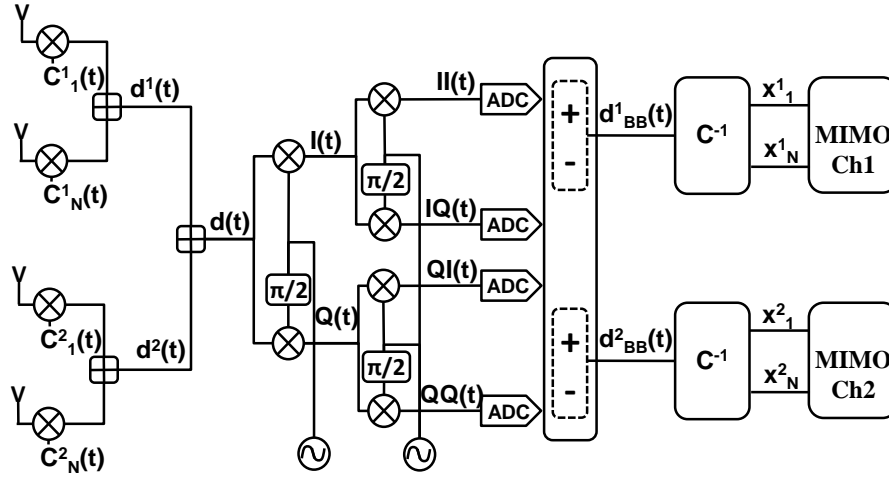 V
C¹₁(t)
d¹(t)
V
C¹N(t)
d(t)
V
C²₁(t)
d²(t)
V
C²N(t)
I(t)
π/2
Q(t)
II(t)
π/2
IQ(t)
QI(t)
π/2
QQ(t)
ADC
ADC
ADC
ADC
+
-
d¹BB(t)
+
-
d²BB(t)
C⁻¹
x¹₁
x¹N
MIMO
Ch1
C⁻¹
x²₁
x²N
MIMO
Ch2